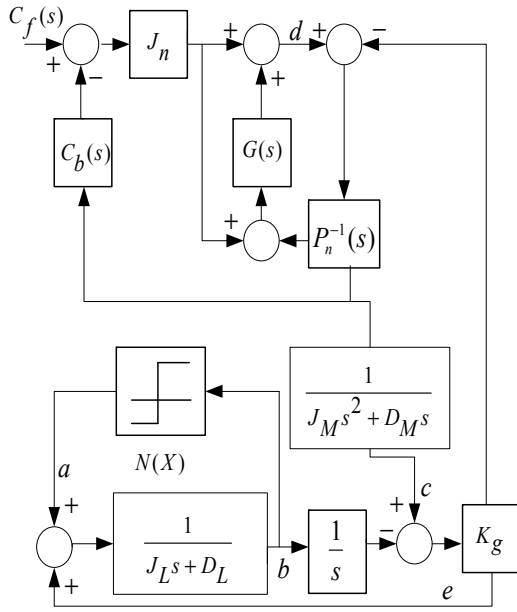 C_f(s)
+
−
J_n
+
+
d
+
−
C_b(s)
G(s)
+
P_n^{-1}(s)
N(X)
a
+
+
1 / (J_L s + D_L)
b
1 / s
1 / (J_M s^2 + D_M s)
c
+
−
K_g
e